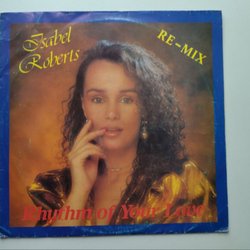 Isabel
Roberts
RE-MIX
Rhythm of Your Love